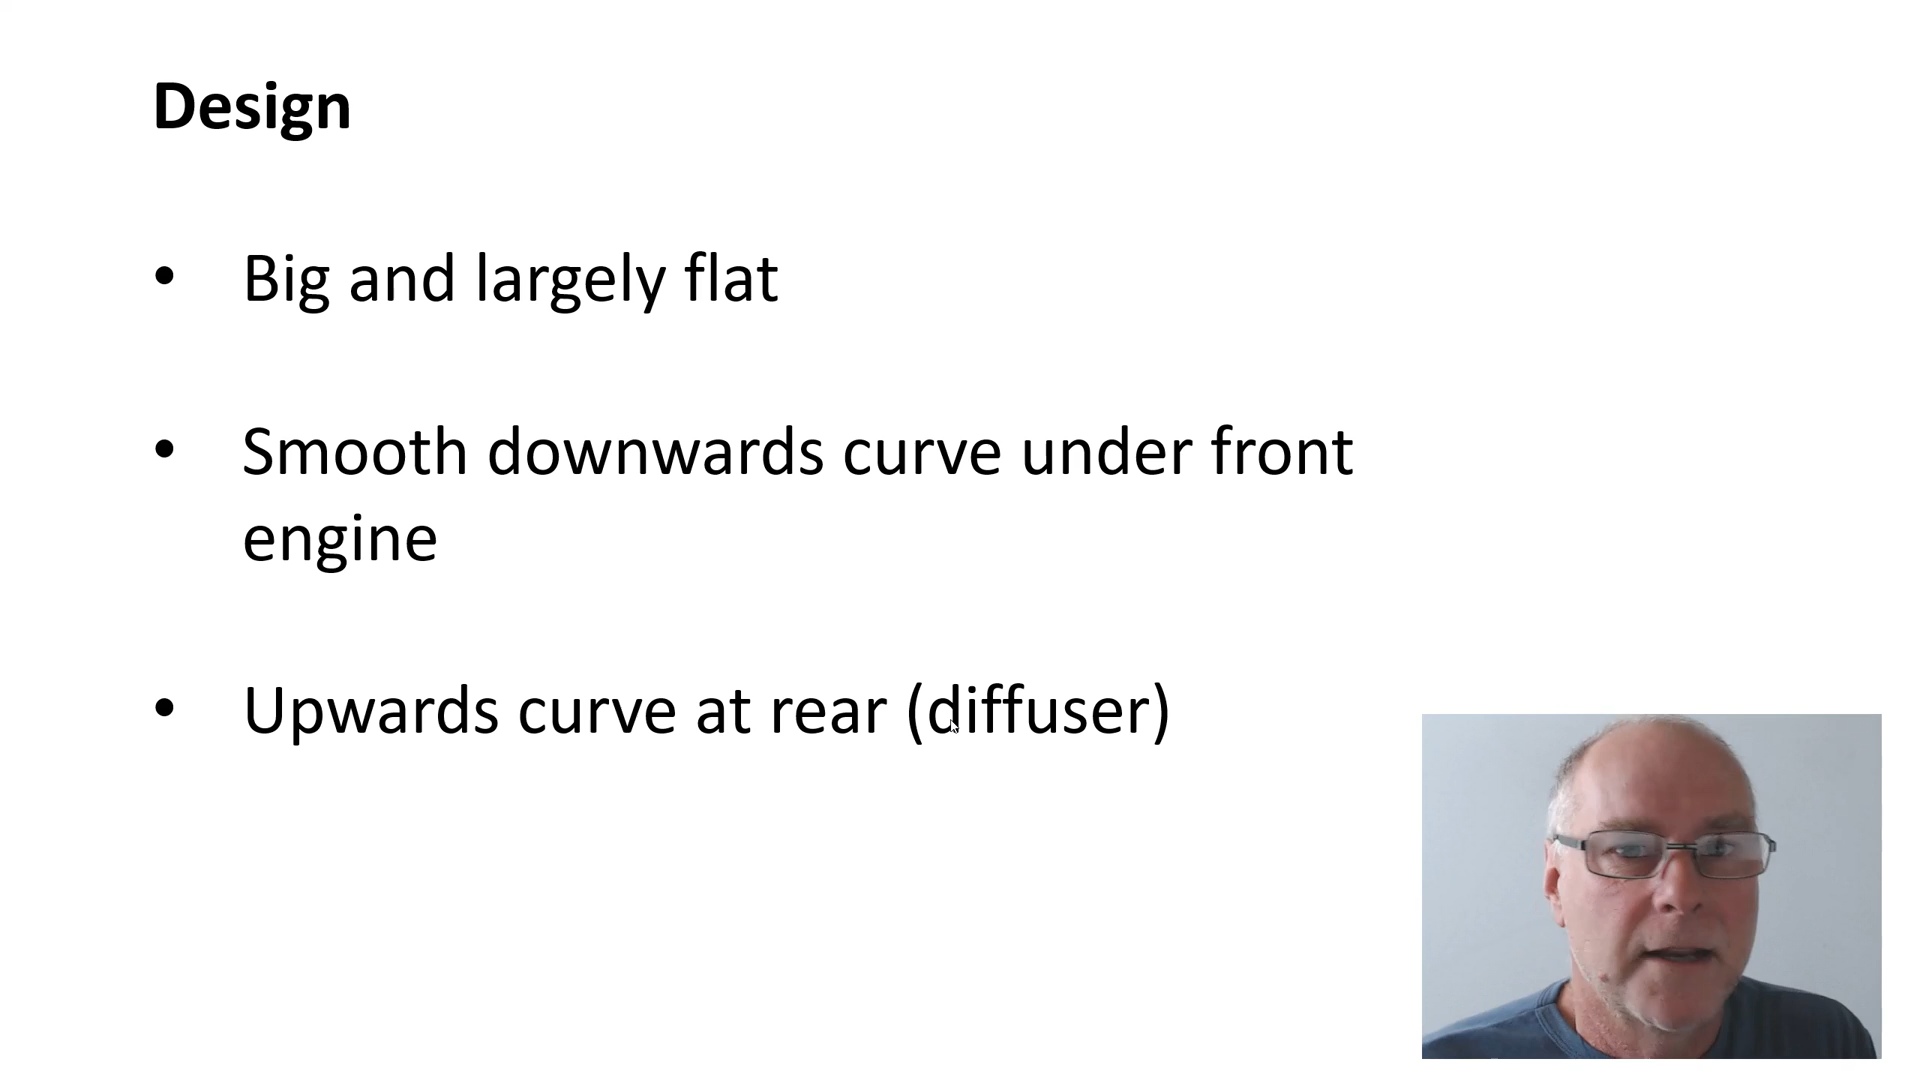 Design
• Big and largely flat
• Smooth downwards curve under front
engine
• Upwards curve at rear (diffuser)